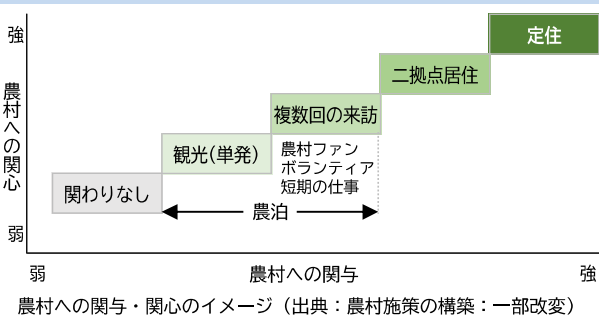 強
定住
二拠点居住
農村への関心
複数回の来訪
観光(単発)
農村ファン
ボランティア
短期の仕事
関わりなし
農泊
弱
弱
農村への関与
強
農村への関与・関心のイメージ（出典：農村施策の構築：一部改変）